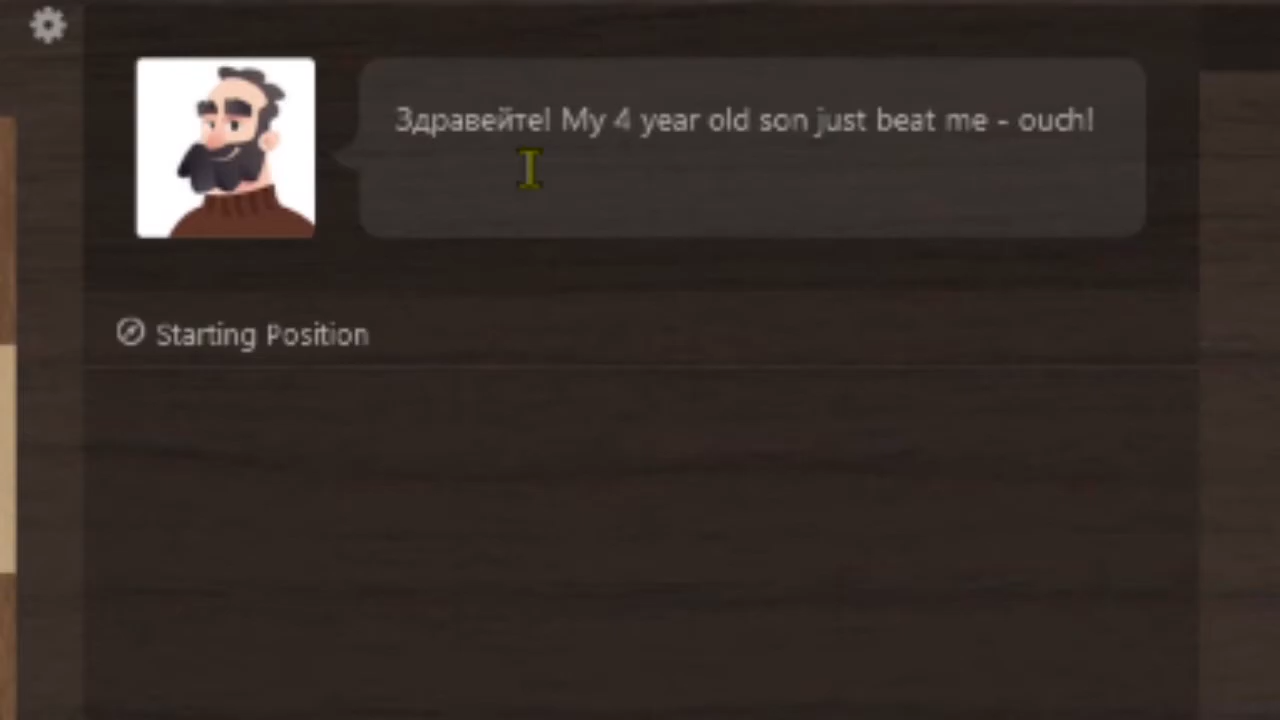 Здравейте! My 4 year old son just beat me - ouch!
Starting Position